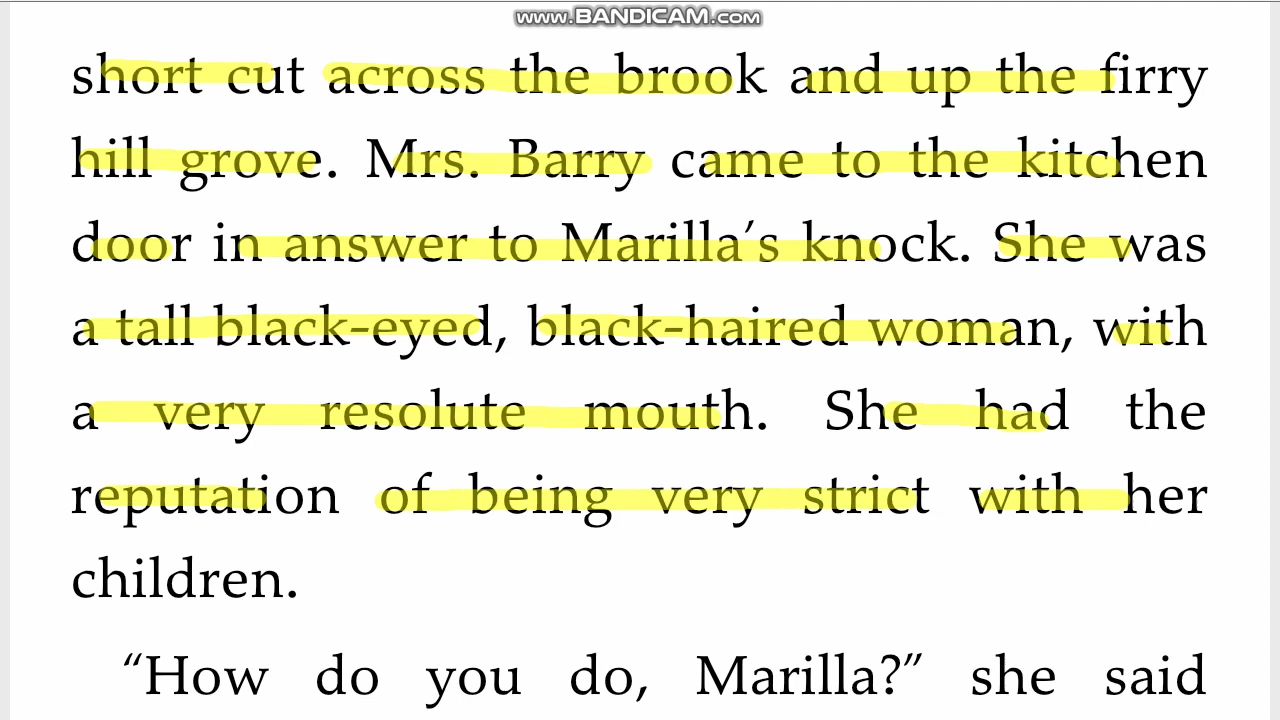 www.BANDICAM.com
short cut across the brook and up the firry
hill grove. Mrs. Barry came to the kitchen
door in answer to Marilla’s knock. She was
a tall black-eyed, black-haired woman, with
a very resolute mouth. She had the
reputation of being very strict with her
children.
“How do you do, Marilla?” she said